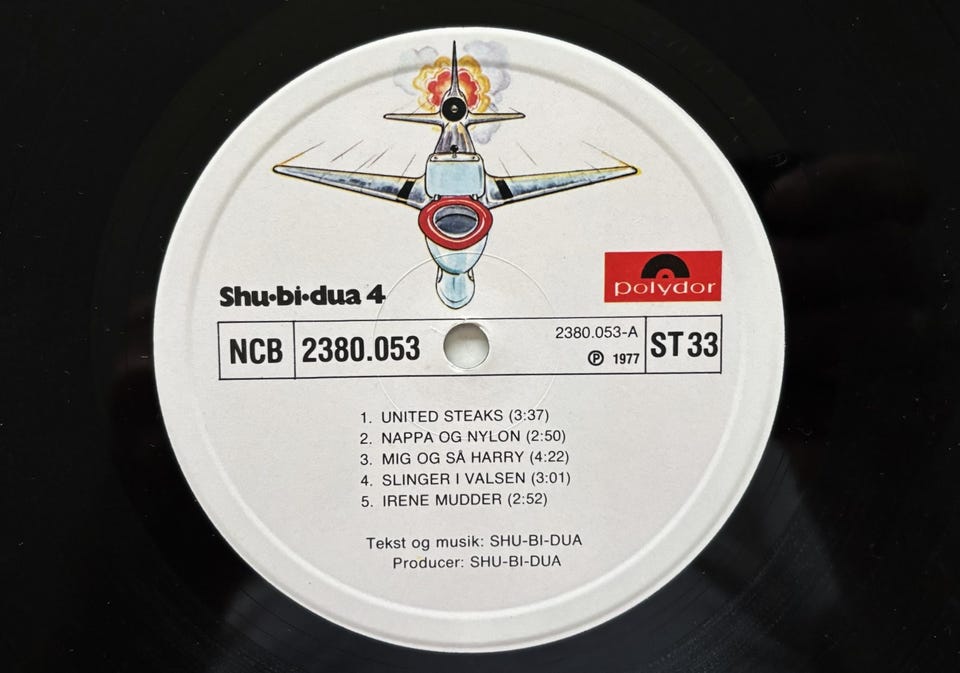 Shu•bi•dua 4
polydor
NCB 2380.053 2380.053-A ST 33
℗ 1977
1. UNITED STEAKS (3:37)
2. NAPPA OG NYLON (2:50)
3. MIG OG SÅ HARRY (4:22)
4. SLINGER I VALSEN (3:01)
5. IRENE MUDDER (2:52)
Tekst og musik: SHU-BI-DUA
Producer: SHU-BI-DUA